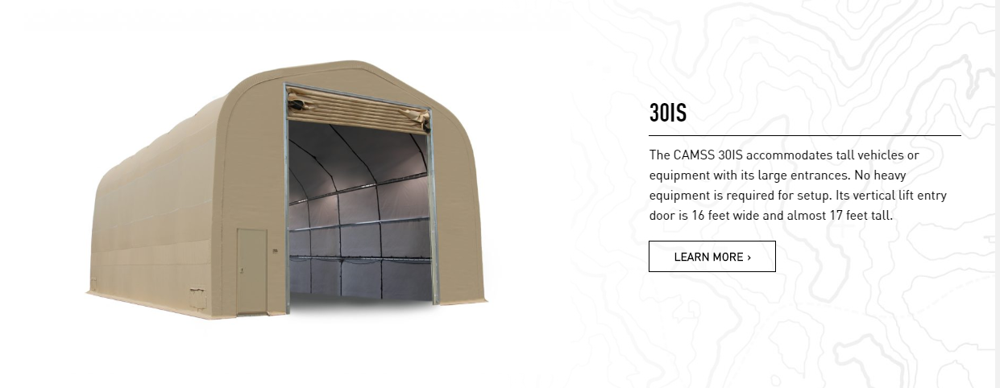 30IS
The CAMSS 30IS accommodates tall vehicles or
equipment with its large entrances. No heavy
equipment is required for setup. Its vertical lift entry
door is 16 feet wide and almost 17 feet tall.
LEARN MORE ›